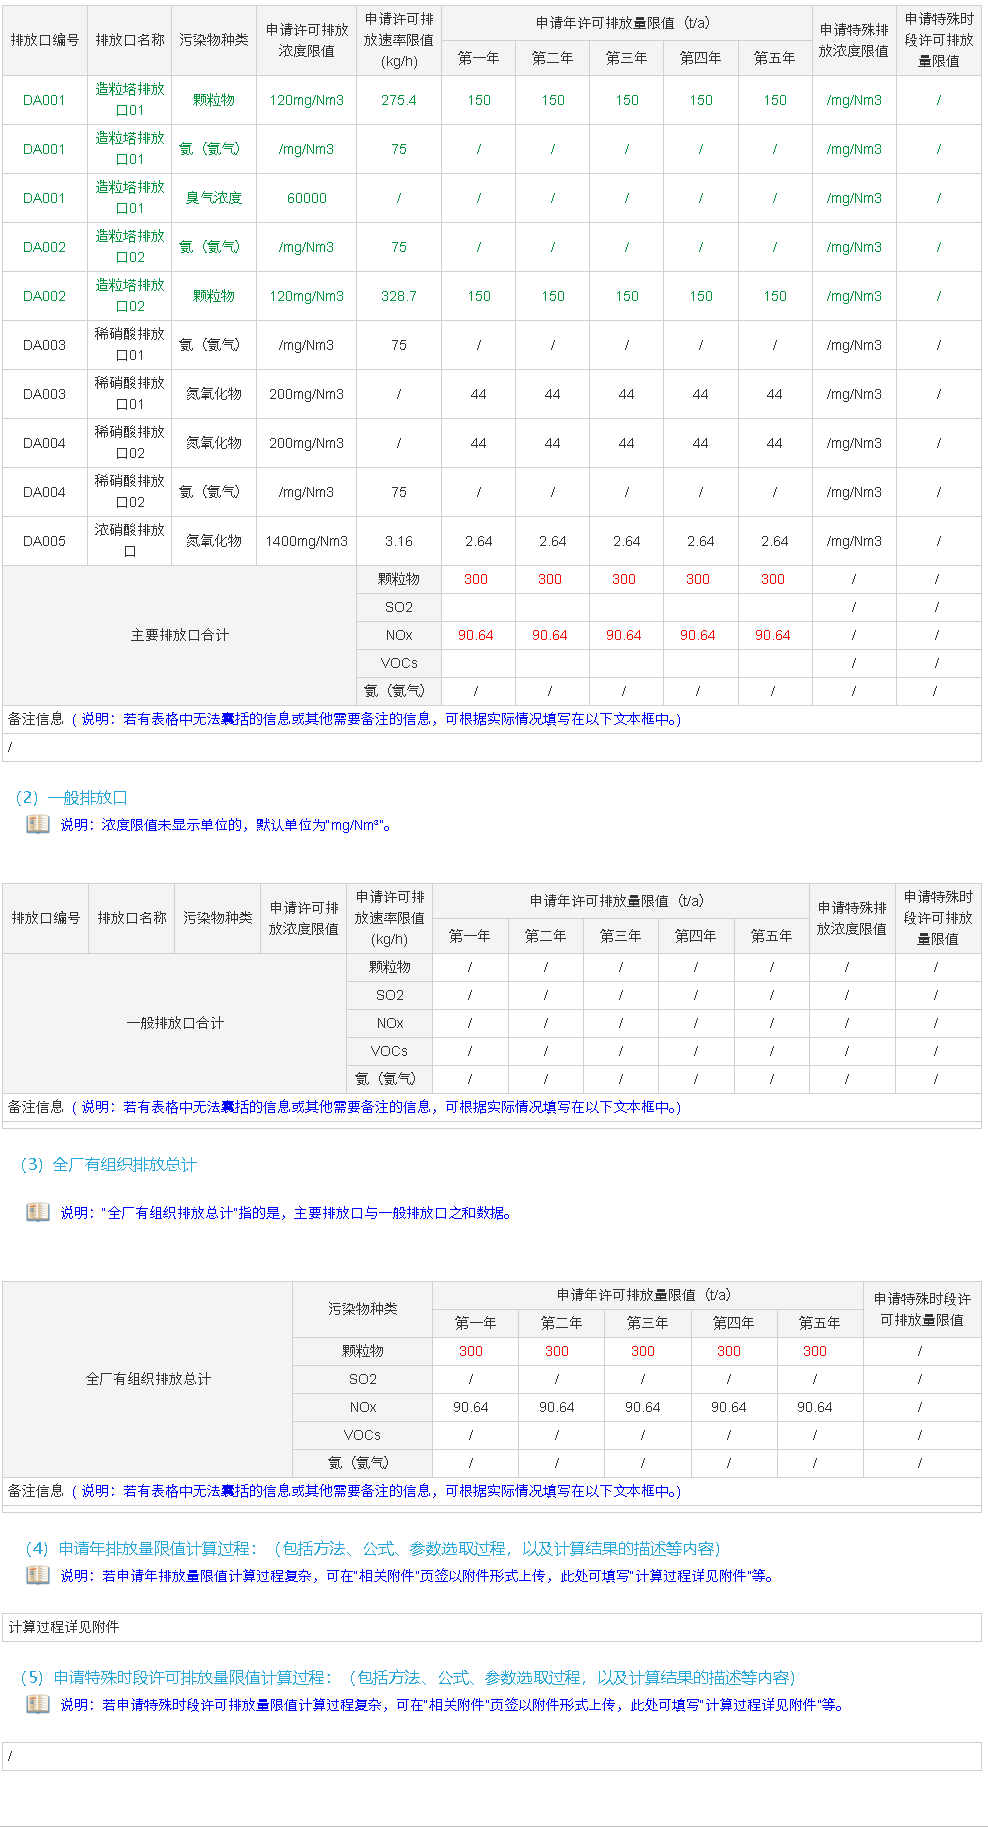 排放口编号 排放口名称 污染物种类 申请许可排放浓度限值 申请许可排放速率限值(kg/h) 申请年许可排放量限值（t/a） 申请特殊排放浓度限值 申请特殊时段许可排放量限值
第一年 第二年 第三年 第四年 第五年
DA001 造粒塔排放口01 颗粒物 120mg/Nm3 275.4 150 150 150 150 150 /mg/Nm3 /
DA001 造粒塔排放口01 氨（氨气） /mg/Nm3 75 / / / / / /mg/Nm3 /
DA001 造粒塔排放口01 臭气浓度 60000 / / / / / / /mg/Nm3 /
DA002 造粒塔排放口02 氨（氨气） /mg/Nm3 75 / / / / / /mg/Nm3 /
DA002 造粒塔排放口02 颗粒物 120mg/Nm3 328.7 150 150 150 150 150 /mg/Nm3 /
DA003 稀硝酸排放口01 氨（氨气） /mg/Nm3 75 / / / / / /mg/Nm3 /
DA003 稀硝酸排放口01 氮氧化物 200mg/Nm3 / 44 44 44 44 44 /mg/Nm3 /
DA004 稀硝酸排放口02 氮氧化物 200mg/Nm3 / 44 44 44 44 44 /mg/Nm3 /
DA004 稀硝酸排放口02 氨（氨气） /mg/Nm3 75 / / / / / /mg/Nm3 /
DA005 浓硝酸排放口 氮氧化物 1400mg/Nm3 3.16 2.64 2.64 2.64 2.64 2.64 /mg/Nm3 /
主要排放口合计 颗粒物 300 300 300 300 300 / /
SO2 / /
NOx 90.64 90.64 90.64 90.64 90.64 / /
VOCs / /
氨（氨气） / / / / / / /
备注信息（说明：若有表格中无法囊括的信息或其他需要备注的信息，可根据实际情况填写在以下文本框中。)
/
（2）一般排放口
说明：浓度限值未显示单位的，默认单位为“mg/Nm³”。
排放口编号 排放口名称 污染物种类 申请许可排放浓度限值 申请许可排放速率限值(kg/h) 申请年许可排放量限值（t/a） 申请特殊排放浓度限值 申请特殊时段许可排放量限值
第一年 第二年 第三年 第四年 第五年
一般排放口合计 颗粒物 / / / / / / /
SO2 / / / / / / /
NOx / / / / / / /
VOCs / / / / / / /
氨（氨气） / / / / / / /
备注信息（说明：若有表格中无法囊括的信息或其他需要备注的信息，可根据实际情况填写在以下文本框中。)
（3）全厂有组织排放总计
说明：“全厂有组织排放总计”指的是，主要排放口与一般排放口之和数据。
全厂有组织排放总计 污染物种类 申请年许可排放量限值（t/a） 申请特殊时段许可排放量限值
第一年 第二年 第三年 第四年 第五年
颗粒物 300 300 300 300 300 /
SO2 / / / / / /
NOx 90.64 90.64 90.64 90.64 90.64 /
VOCs / / / / / /
氨（氨气） / / / / / /
备注信息（说明：若有表格中无法囊括的信息或其他需要备注的信息，可根据实际情况填写在以下文本框中。)
（4）申请年排放量限值计算过程：（包括方法、公式、参数选取过程，以及计算结果的描述等内容）
说明：若申请年排放量限值计算过程复杂，可在“相关附件”页签以附件形式上传，此处可填写“计算过程详见附件”等。
计算过程详见附件
（5）申请特殊时段许可排放量限值计算过程：（包括方法、公式、参数选取过程，以及计算结果的描述等内容）
说明：若申请特殊时段许可排放量限值计算过程复杂，可在“相关附件”页签以附件形式上传，此处可填写“计算过程详见附件”等。
/